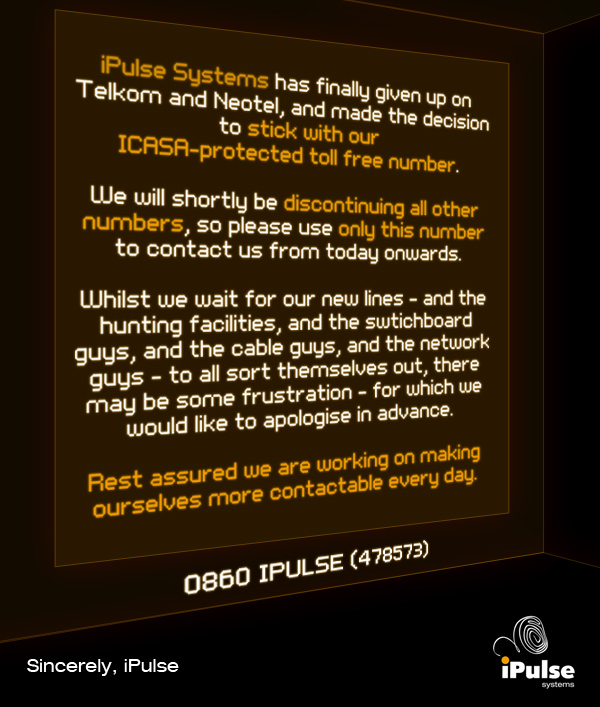 iPulse Systems has finally given up on
Telkom and Neotel, and made the decision
to stick with our
ICASA-protected toll free number.
We will shortly be discontinuing all other
numbers, so please use only this number
to contact us from today onwards.
Whilst we wait for our new lines - and the
hunting facilities, and the swtichboard
guys, and the cable guys, and the network
guys - to all sort themselves out, there
may be some frustration - for which we
would like to apologise in advance.
Rest assured we are working on making
ourselves more contactable every day.
0860 IPULSE (478573)
Sincerely, iPulse
iPulse
systems